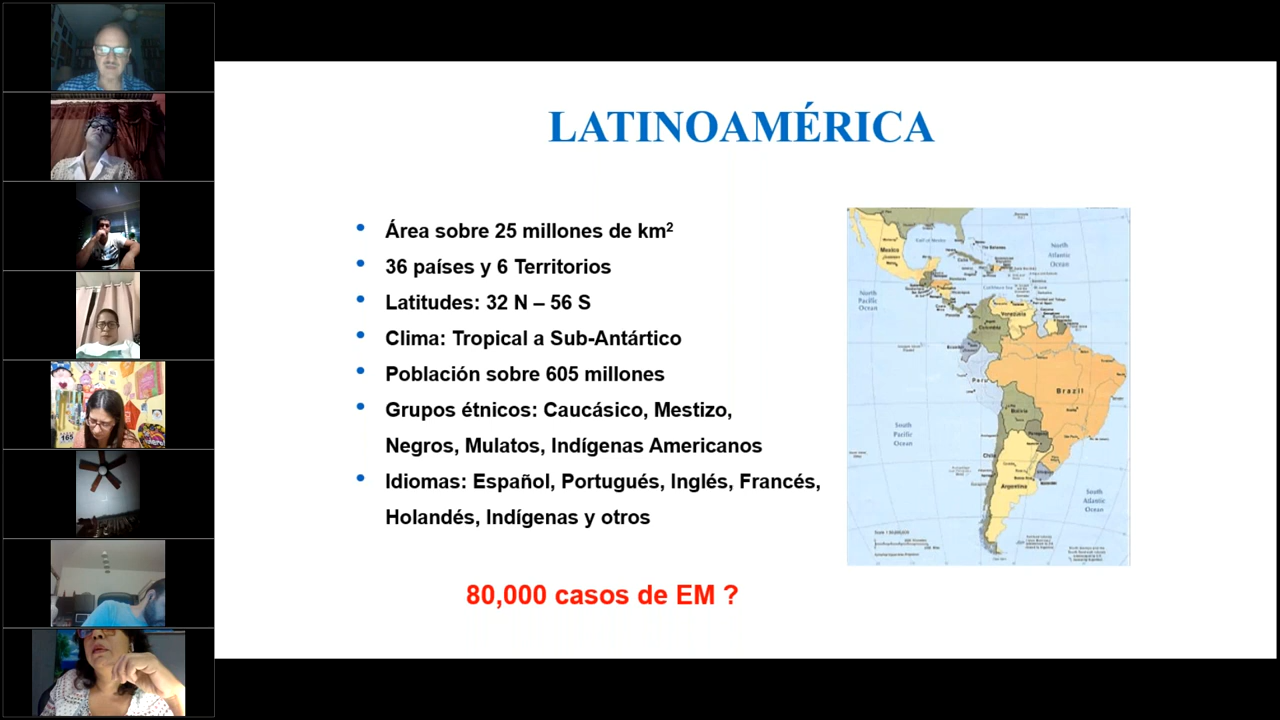 LATINOAMÉRICA
• Área sobre 25 millones de km²
• 36 países y 6 Territorios
• Latitudes: 32 N – 56 S
• Clima: Tropical a Sub-Antártico
• Población sobre 605 millones
• Grupos étnicos: Caucásico, Mestizo,
Negros, Mulatos, Indígenas Americanos
• Idiomas: Español, Portugués, Inglés, Francés,
Holandés, Indígenas y otros
80,000 casos de EM ?
North
Atlantic
Ocean
Mexico
North
Pacific
Ocean
Venezuela
Colombia
Peru
Brazil
Bolivia
South
Pacific
Ocean
Chile
Argentina
South
Atlantic
Ocean
165